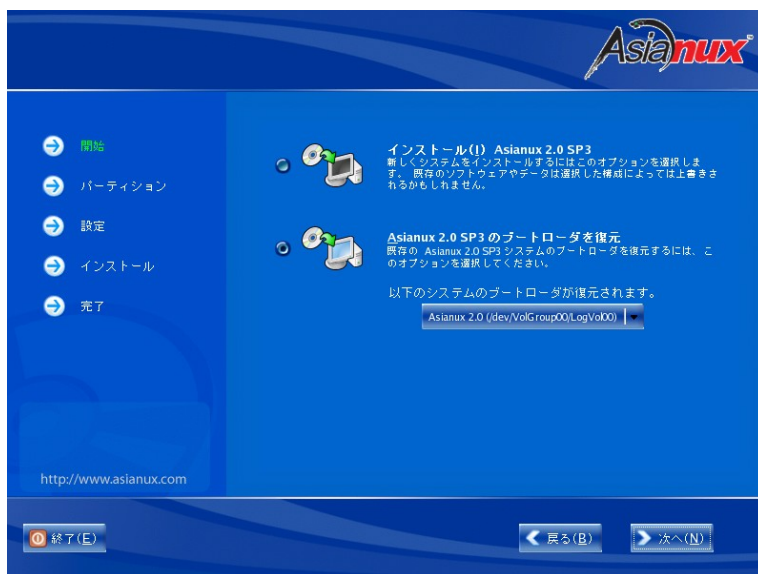 Asianux
開始
パーティション
設定
インストール
完了
http://www.asianux.com
インストール(I) Asianux 2.0 SP3
新しくシステムをインストールするにはこのオプションを選択しま
す。 既存のソフトウェアやデータは選択した構成によっては上書きさ
れるかもしれません。
Asianux 2.0 SP3 のブートローダを復元
既存の Asianux 2.0 SP3 システムのブートローダを復元するには、こ
のオプションを選択してください。
以下のシステムのブートローダが復元されます。
Asianux 2.0 (/dev/VolGroup00/LogVol00)
終了(E)
戻る(B)
次へ(N)